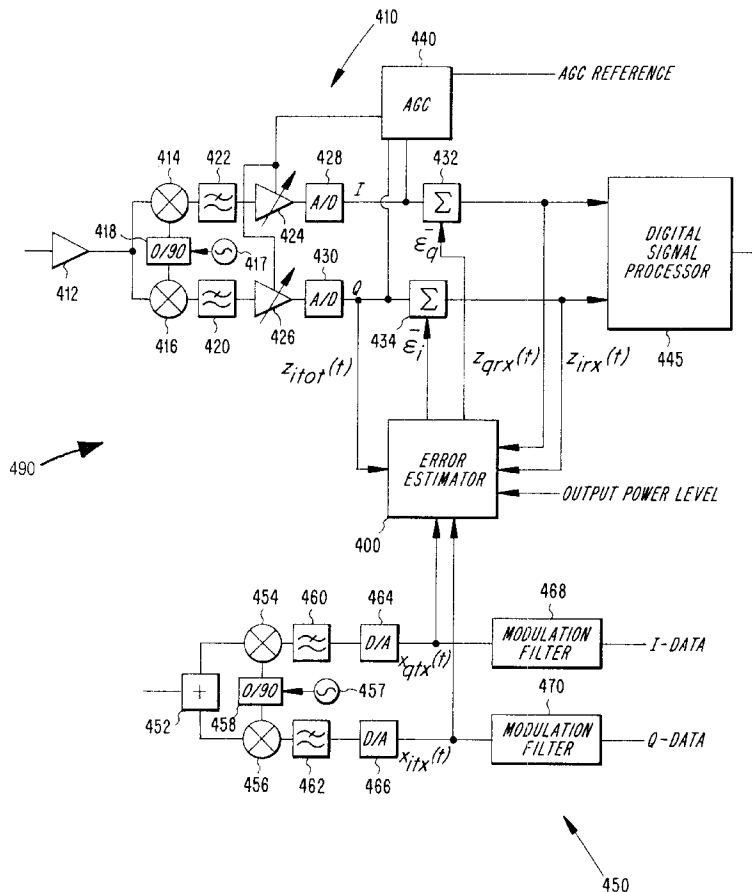 410
440
AGC
AGC REFERENCE
414
422
428
432
418
0/90
417
424
A/D
I
Σ
412
430
ε̄q
DIGITAL
SIGNAL
PROCESSOR
416
420
426
A/D
Q
434
Σ
445
z_itot(t)
ε̄i
z_qrx(t)
z_irx(t)
490
ERROR
ESTIMATOR
OUTPUT POWER LEVEL
400
454
460
464
468
D/A
x_qtx(t)
MODULATION
FILTER
I-DATA
452
+
458
0/90
457
470
456
462
D/A
466
x_itx(t)
MODULATION
FILTER
Q-DATA
450